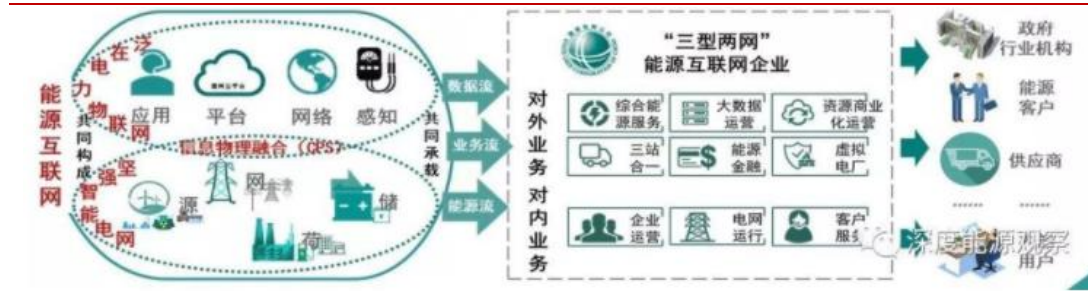 能源互联网
泛在电力物联网
应用
平台
网络
感知
共同构成
共同承载
信息物理融合（CPS）
坚强智能电网
源
网
荷
储
数据流
业务流
能源流
“三型两网”
能源互联网企业
对外业务
综合能
源服务
大数据
运营
资源商业
化运营
三站
合一
能源
金融
虚拟
电厂
对内业务
企业
运营
电网
运行
客户
服务
政府
行业机构
能源
客户
供应商
......
......
用户
深度能源观察